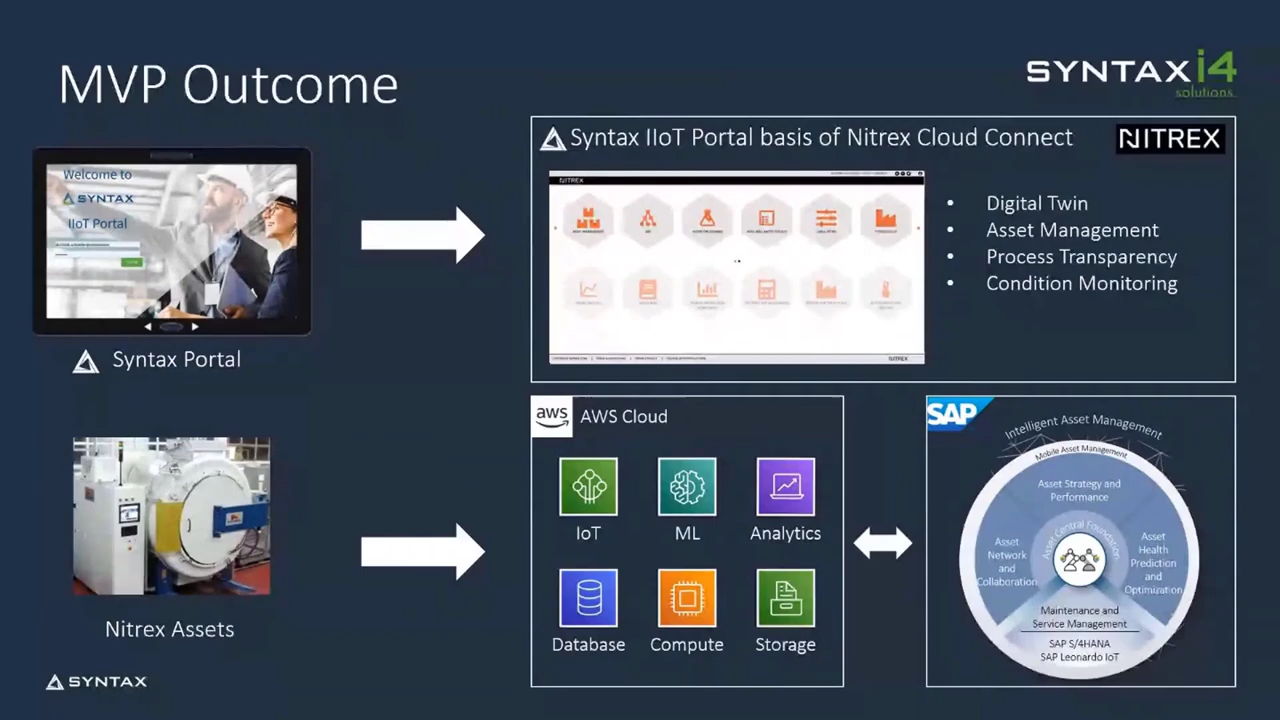 MVP Outcome
SYNTAX i4
solutions
Syntax IIoT Portal basis of Nitrex Cloud Connect
NITREX
Welcome to
SYNTAX
IIoT Portal
Syntax Portal
NITREX
NITREX
• Digital Twin
• Asset Management
• Process Transparency
• Condition Monitoring
Nitrex Assets
aws
AWS Cloud
IoT
ML
Analytics
Database
Compute
Storage
SAP
Intelligent Asset Management
Mobile Asset Management
Asset Strategy and
Performance
Asset Central Foundation
Asset
Network
and
Collaboration
Asset
Health
Prediction
and
Optimization
Maintenance and
Service Management
SAP S/4HANA
SAP Leonardo IoT
SYNTAX